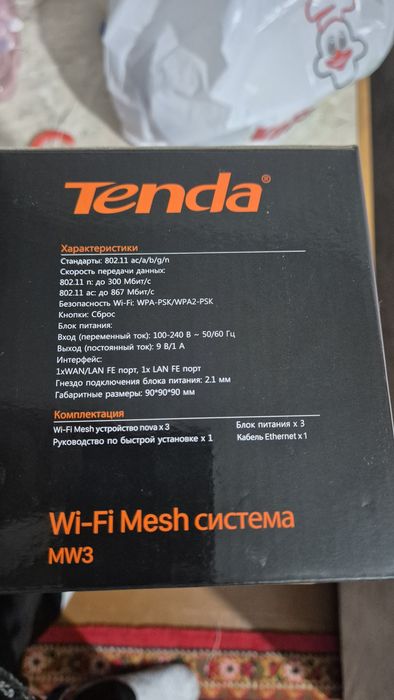 Tenda®
Характеристики
Стандарты: 802.11 ac/a/b/g/n
Скорость передачи данных:
802.11 n: до 300 Мбит/с
802.11 ac: до 867 Мбит/с
Безопасность Wi-Fi: WPA-PSK/WPA2-PSK
Кнопки: Сброс
Блок питания:
Вход (переменный ток): 100-240 В ~ 50/60 Гц
Выход (постоянный ток): 9 В/1 А
Интерфейс:
1xWAN/LAN FE порт, 1x LAN FE порт
Гнездо подключения блока питания: 2.1 мм
Габаритные размеры: 90*90*90 мм
Комплектация
Wi-Fi Mesh устройство nova x 3 Блок питания x 3
Руководство по быстрой установке x 1 Кабель Ethernet x 1
Wi-Fi Mesh система
MW3